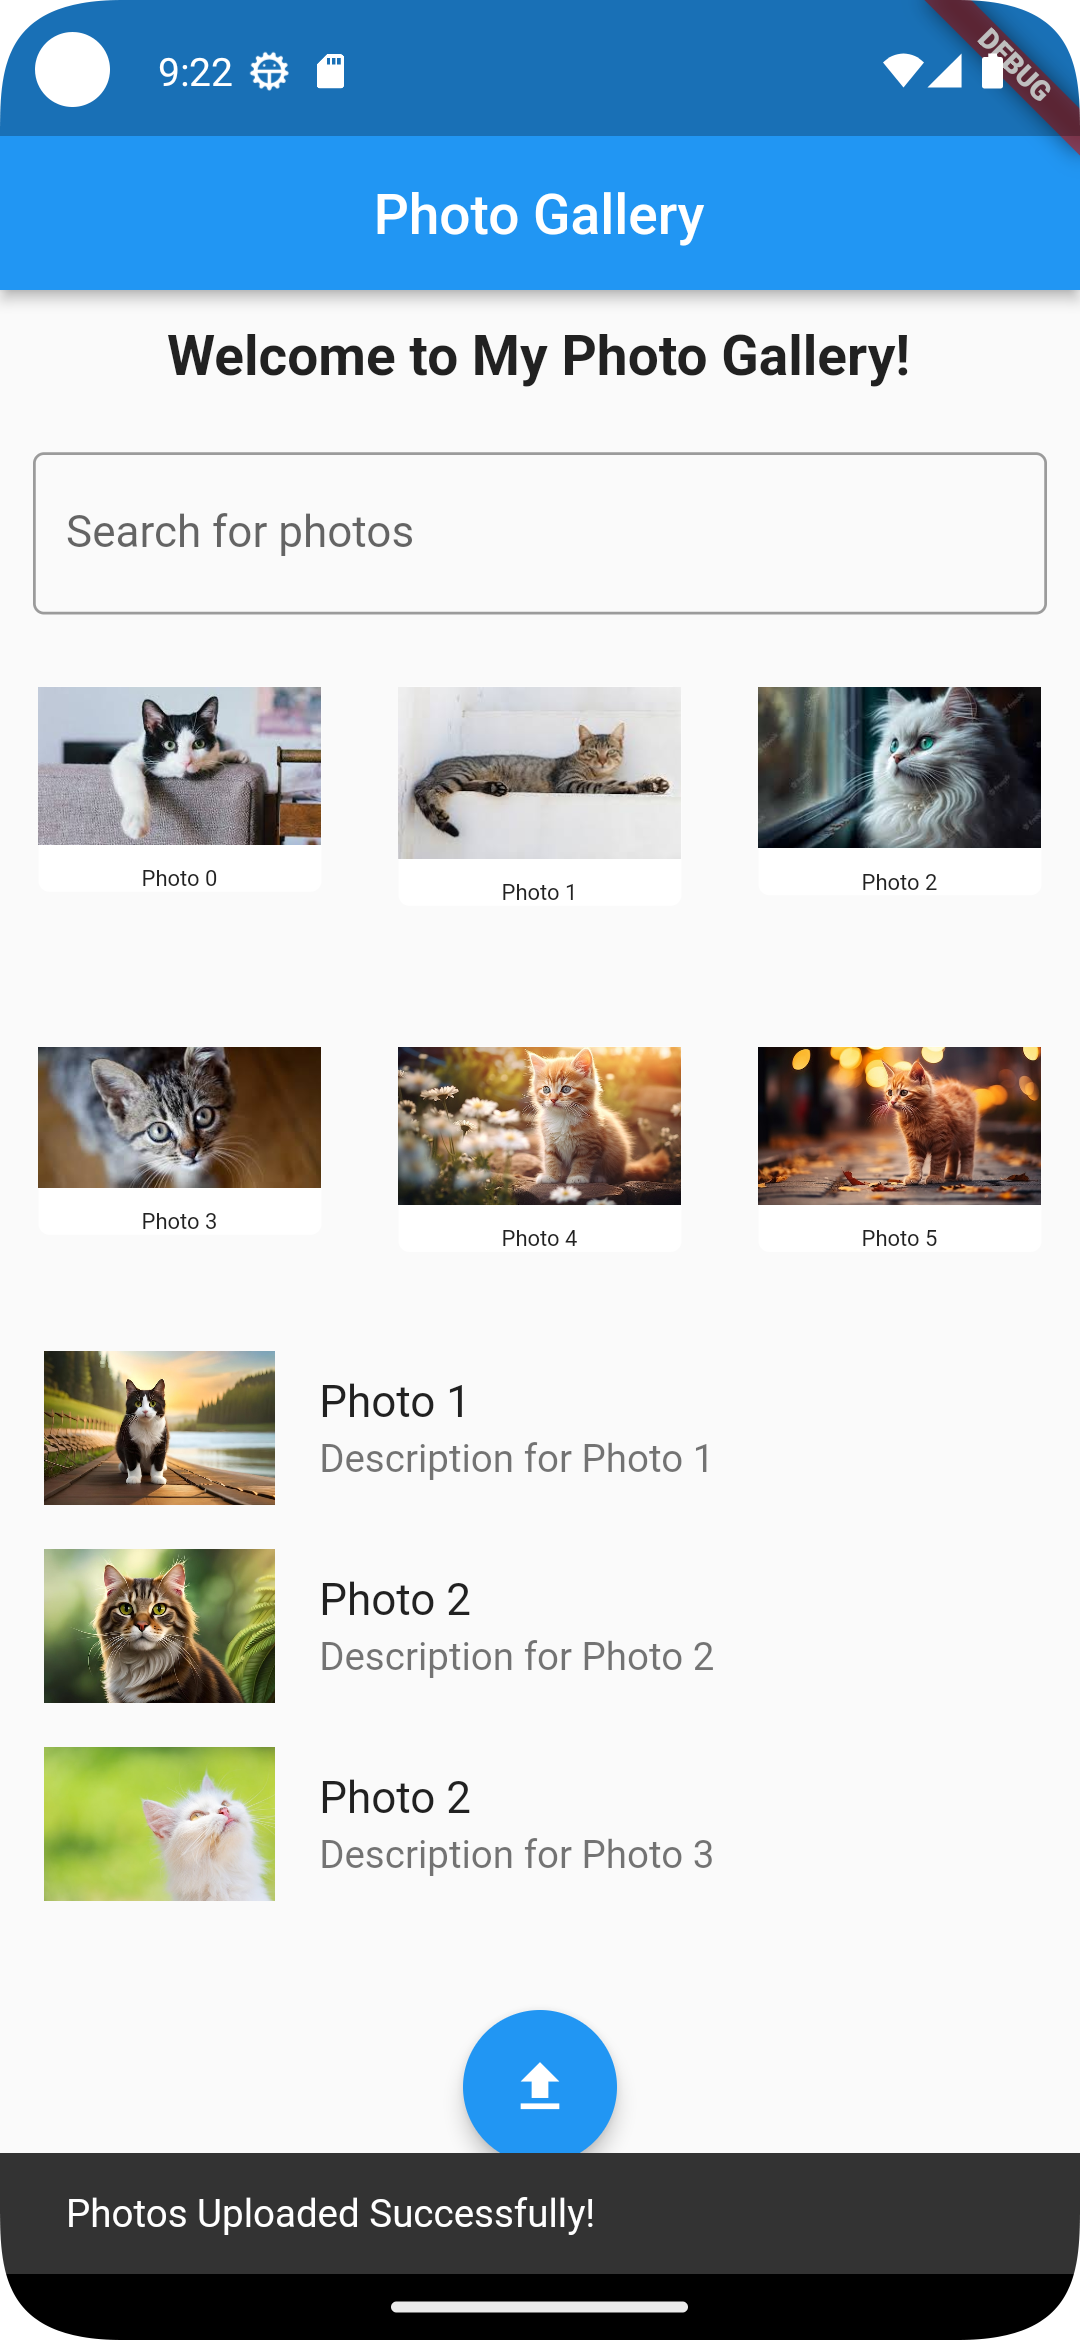 9:22
DEBUG
Photo Gallery
Welcome to My Photo Gallery!
Search for photos
Photo 0
Photo 1
Photo 2
Photo 3
Photo 4
Photo 5
Photo 1
Description for Photo 1
Photo 2
Description for Photo 2
Photo 2
Description for Photo 3
Photos Uploaded Successfully!